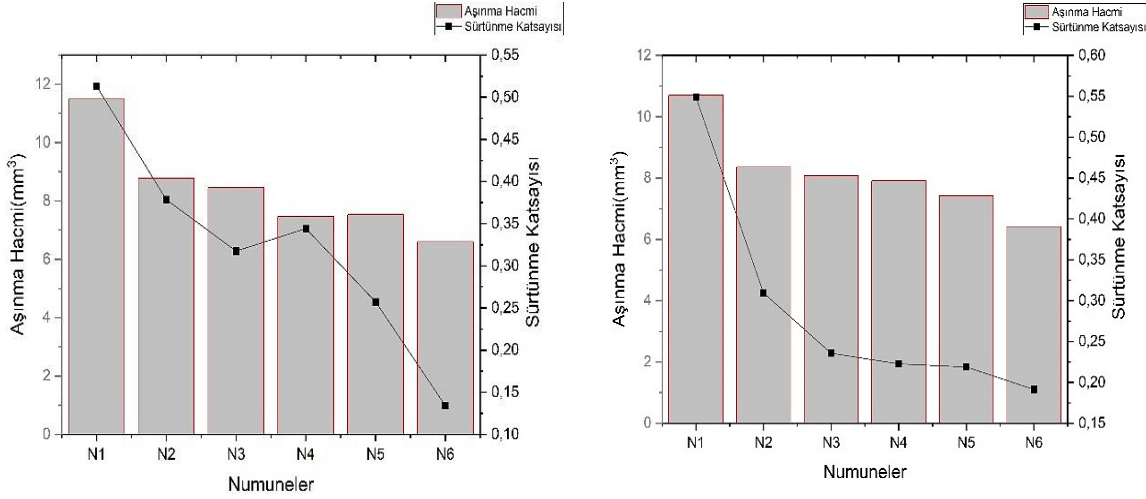 Aşınma Hacmi
Sürtünme Katsayısı
Aşınma Hacmi(mm³)
12
10
8
6
4
2
0
0,55
0,50
0,45
0,40
0,35
0,30
0,25
0,20
0,15
0,10
Sürtünme Katsayısı
N1 N2 N3 N4 N5 N6
Numuneler
Aşınma Hacmi
Sürtünme Katsayısı
Aşınma Hacmi(mm³)
12
10
8
6
4
2
0
0,60
0,55
0,50
0,45
0,40
0,35
0,30
0,25
0,20
0,15
Sürtünme Katsayısı
N1 N2 N3 N4 N5 N6
Numuneler